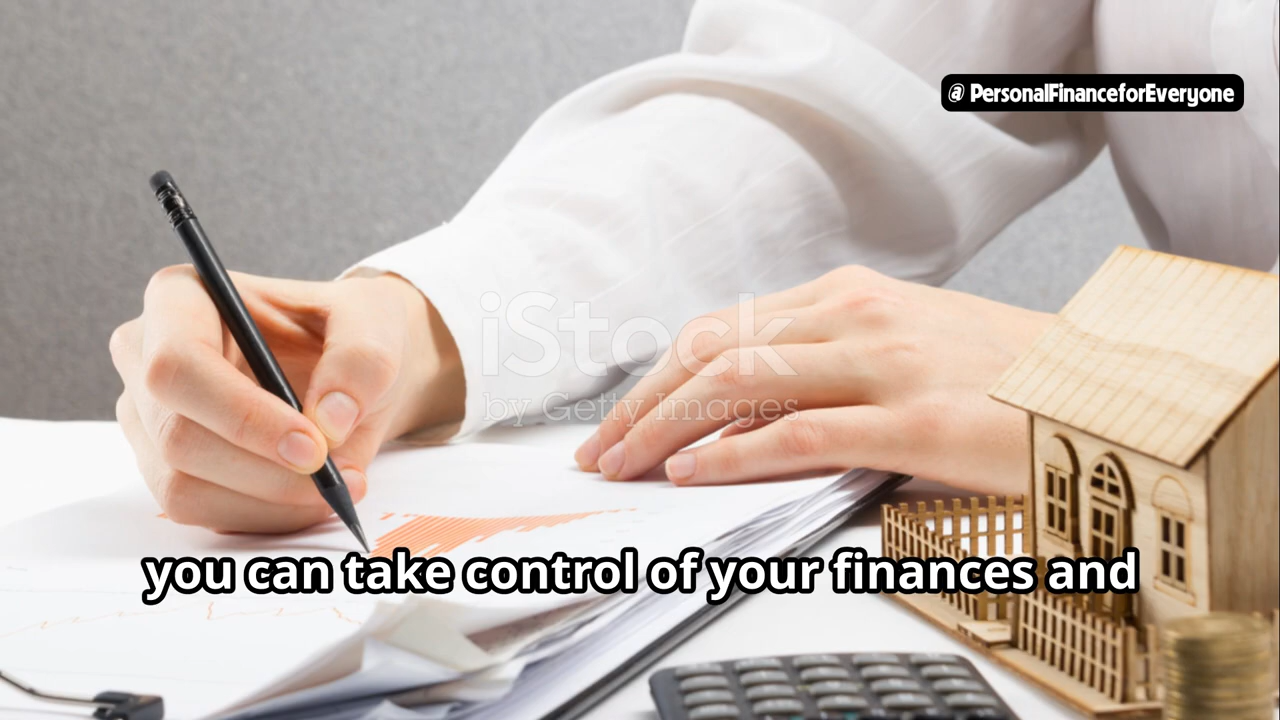 @ PersonalFinanceforEveryone
iStock
by Getty Images
you can take control of your finances and